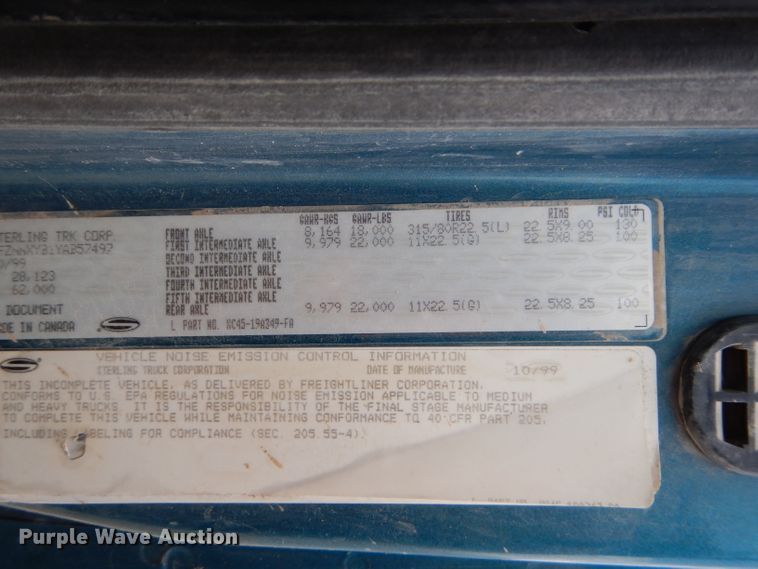 GAWR-KGS GAWR-LBS TIRES RIMS PSI COLD
STERLING TRK CORP FRONT AXLE 8,164 18,000 315/80R22.5(L) 22.5X9.00 130
FIRST INTERMEDIATE AXLE 9,979 22,000 11X22.5(G) 22.5X8.25 100
/99 SECOND INTERMEDIATE AXLE
28,123 THIRD INTERMEDIATE AXLE
62,000 FOURTH INTERMEDIATE AXLE
FIFTH INTERMEDIATE AXLE
DOCUMENT REAR AXLE 9,979 22,000 11X22.5(G) 22.5X8.25 100
DE IN CANADA L PART NO. XC45-19A349-FA
VEHICLE NOISE EMISSION CONTROL INFORMATION
STERLING TRUCK CORPORATION DATE OF MANUFACTURE 10/99
THIS INCOMPLETE VEHICLE, AS DELIVERED BY FREIGHTLINER CORPORATION,
CONFORMS TO U.S. EPA REGULATIONS FOR NOISE EMISSION APPLICABLE TO MEDIUM
AND HEAVY TRUCKS. IT IS THE RESPONSIBILITY OF THE FINAL STAGE MANUFACTURER
TO COMPLETE THIS VEHICLE WHILE MAINTAINING CONFORMANCE TO 40 CFR PART 205,
INCLUDING LABELING FOR COMPLIANCE (SEC. 205.55-4).
Purple Wave Auction